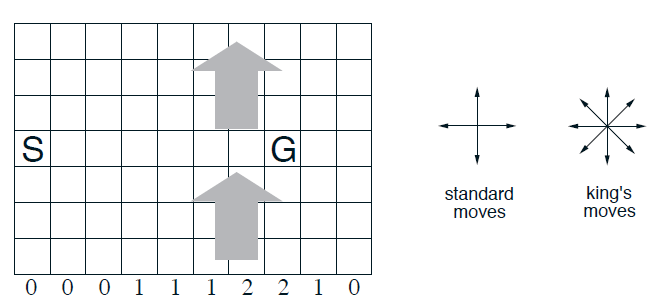 S
G
0 0 0 1 1 1 2 2 1 0
standard
moves
king's
moves